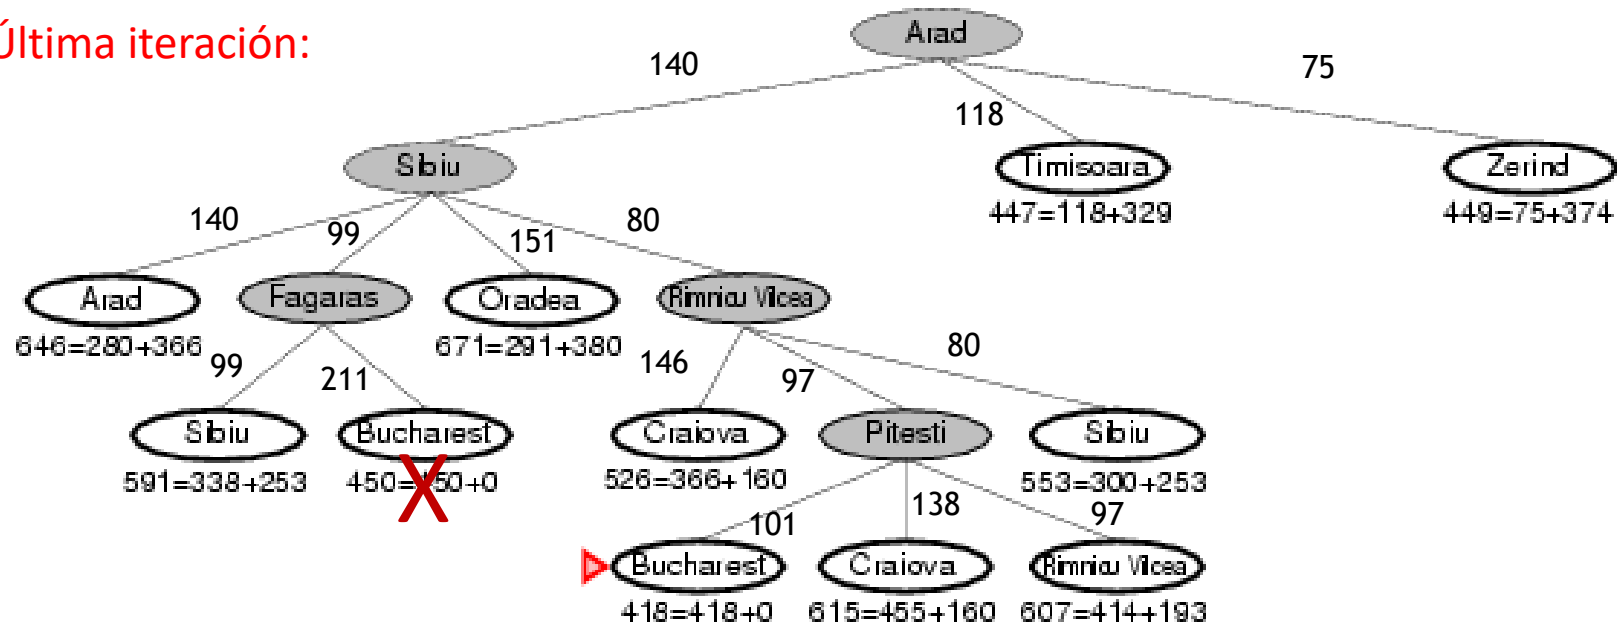 Última iteración:
Arad
140
118
75
Sibiu
Timisoara
447=118+329
Zerind
449=75+374
140
99
151
80
Arad
646=280+366
Fagaras
Oradea
671=291+380
Rimnicu Vilcea
99
211
146
97
80
Sibiu
591=338+253
Bucharest
450=450+0
X
Craiova
526=366+160
Pitesti
Sibiu
553=300+253
101
138
97
Bucharest
418=418+0
Craiova
615=455+160
Rimnicu Vilcea
607=414+193